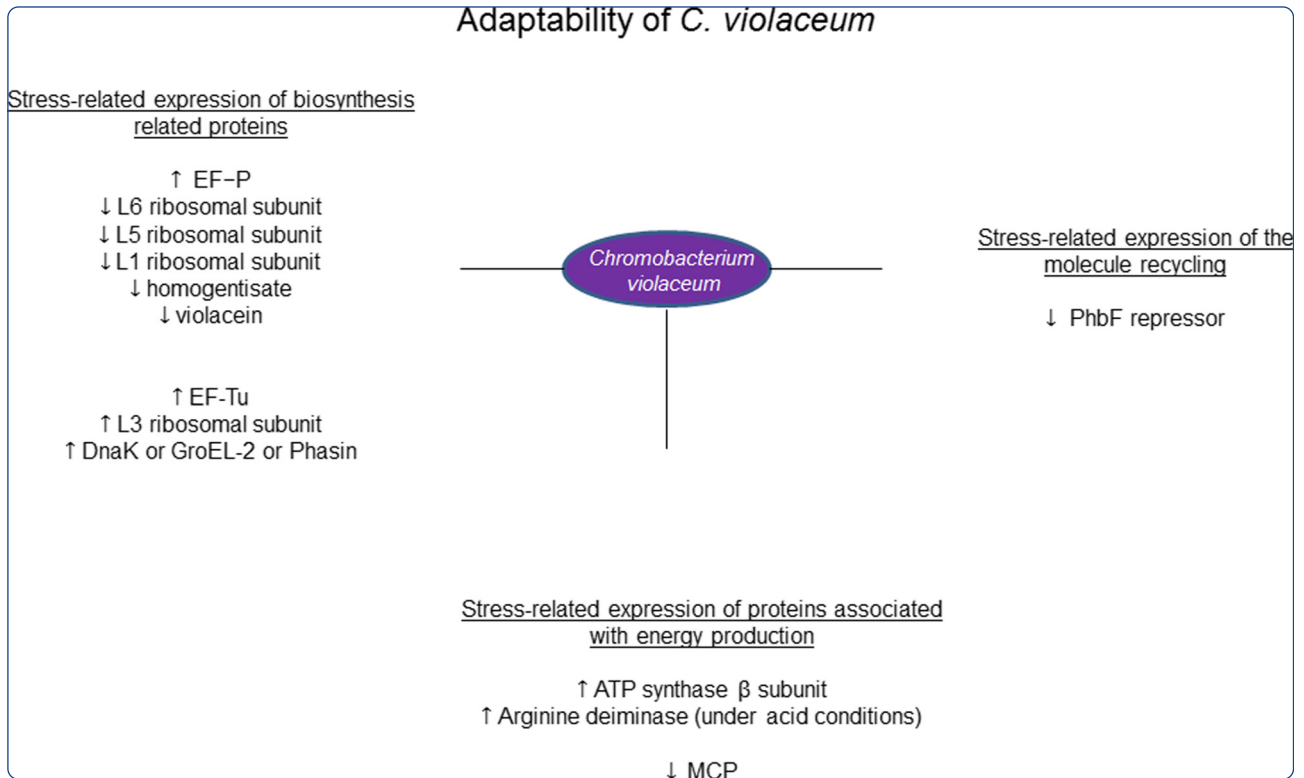 Adaptability of C. violaceum
Stress-related expression of biosynthesis
related proteins
↑ EF-P
↓ L6 ribosomal subunit
↓ L5 ribosomal subunit
↓ L1 ribosomal subunit
↓ homogentisate
↓ violacein
↑ EF-Tu
↑ L3 ribosomal subunit
↑ DnaK or GroEL-2 or Phasin
Chromobacterium
violaceum
Stress-related expression of the
molecule recycling
↓ PhbF repressor
Stress-related expression of proteins associated
with energy production
↑ ATP synthase β subunit
↑ Arginine deiminase (under acid conditions)
↓ MCP